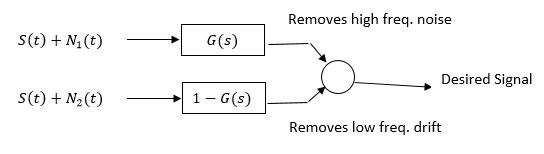 Removes high freq. noise
S(t) + N₁(t)
G(s)
Desired Signal
S(t) + N₂(t)
1 − G(s)
Removes low freq. drift